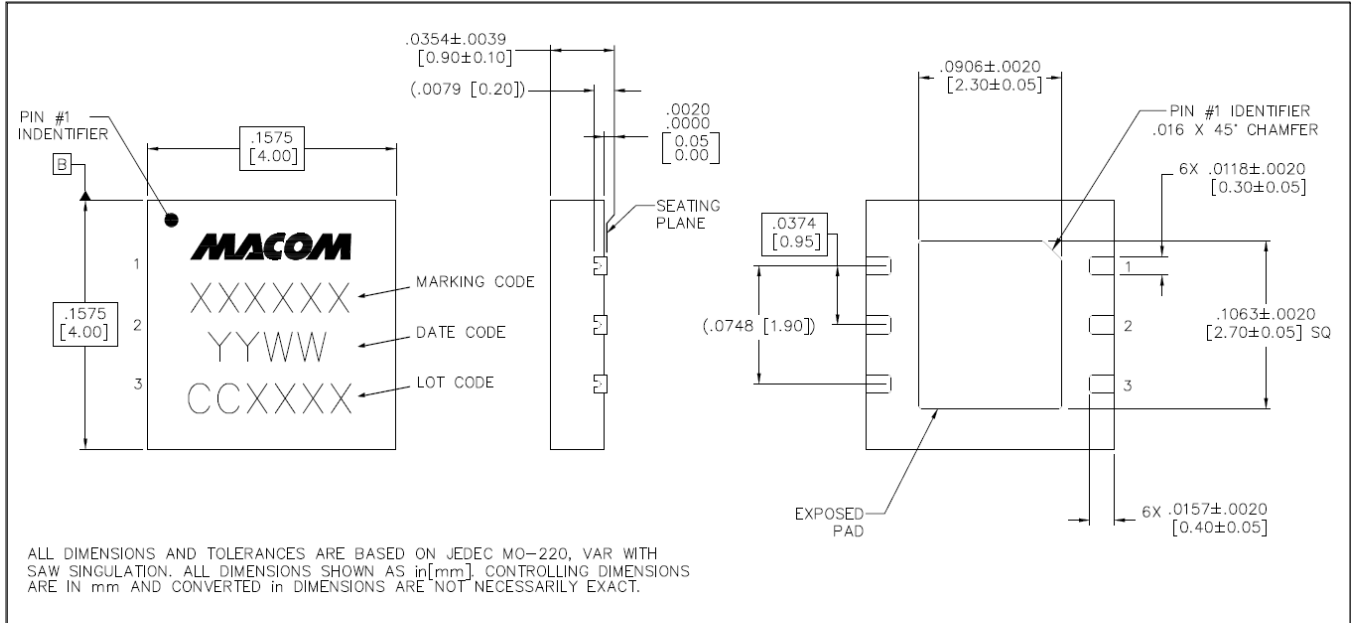 PIN #1
INDENTIFIER
B
.1575
[4.00]
.1575
[4.00]
1
2
3
MACOM
XXXXXX
YYWW
CCXXXX
MARKING CODE
DATE CODE
LOT CODE
.0354±.0039
[0.90±0.10]
(.0079 [0.20])
.0020
.0000
[0.05
0.00]
SEATING
PLANE
.0906±.0020
[2.30±0.05]
PIN #1 IDENTIFIER
.016 X 45° CHAMFER
6X .0118±.0020
[0.30±0.05]
.0374
[0.95]
(.0748 [1.90])
1
2
3
.1063±.0020
[2.70±0.05] SQ
EXPOSED
PAD
6X .0157±.0020
[0.40±0.05]
ALL DIMENSIONS AND TOLERANCES ARE BASED ON JEDEC MO-220, VAR WITH
SAW SINGULATION. ALL DIMENSIONS SHOWN AS in[mm]. CONTROLLING DIMENSIONS
ARE IN mm AND CONVERTED in DIMENSIONS ARE NOT NECESSARILY EXACT.